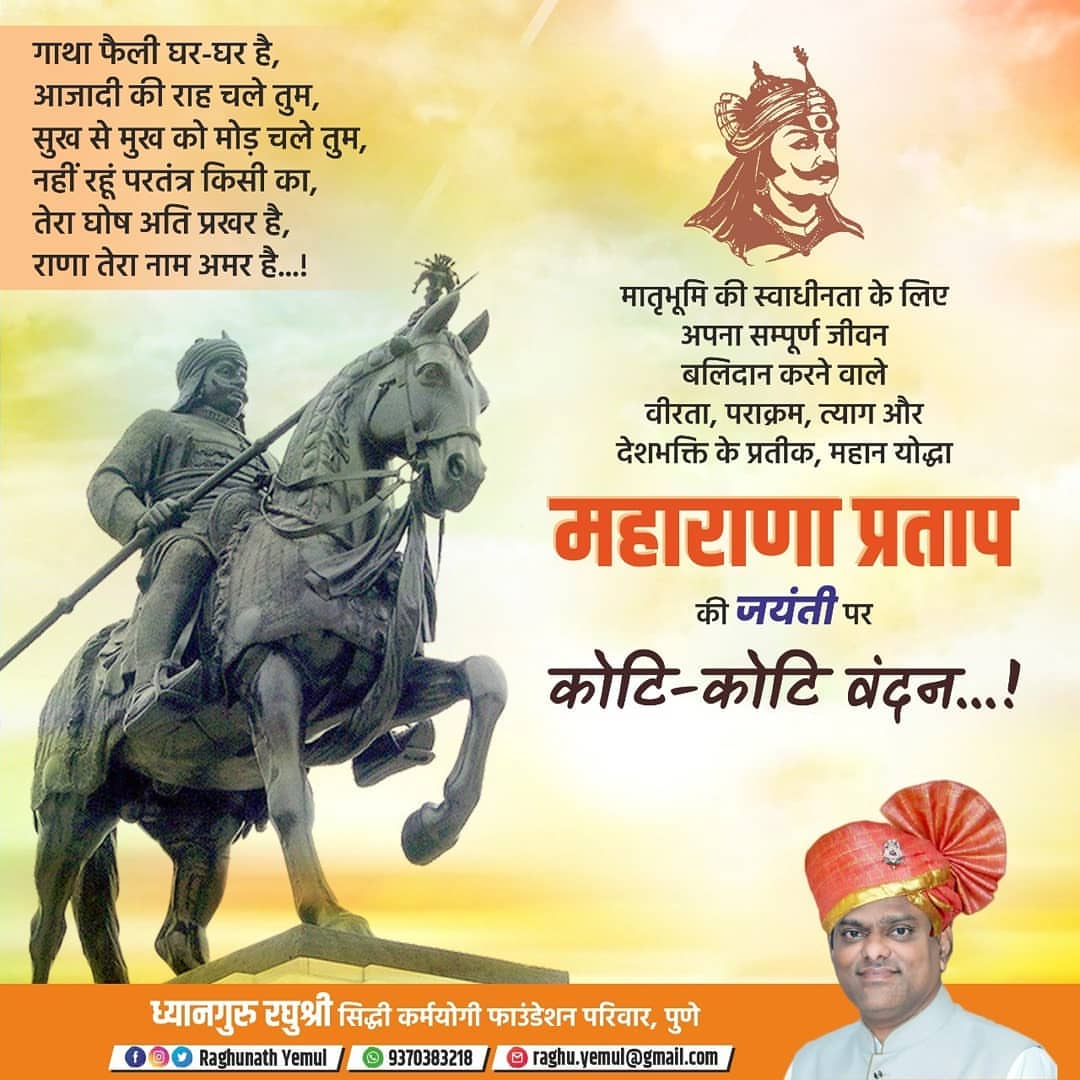 गाथा फैली घर-घर है,
आजादी की राह चले तुम,
सुख से मुख को मोड़ चले तुम,
नहीं रहूं परतंत्र किसी का,
तेरा घोष अति प्रखर है,
राणा तेरा नाम अमर है...!
मातृभूमि की स्वाधीनता के लिए
अपना सम्पूर्ण जीवन
बलिदान करने वाले
वीरता, पराक्रम, त्याग और
देशभक्ति के प्रतीक, महान योद्धा
महाराणा प्रताप
की जयंती पर
कोटि-कोटि वंदन...!
ध्यानगुरु रघुश्री सिद्धी कर्मयोगी फाउंडेशन परिवार, पुणे
Raghunath Yemul 9370383218 raghu.yemul@gmail.com